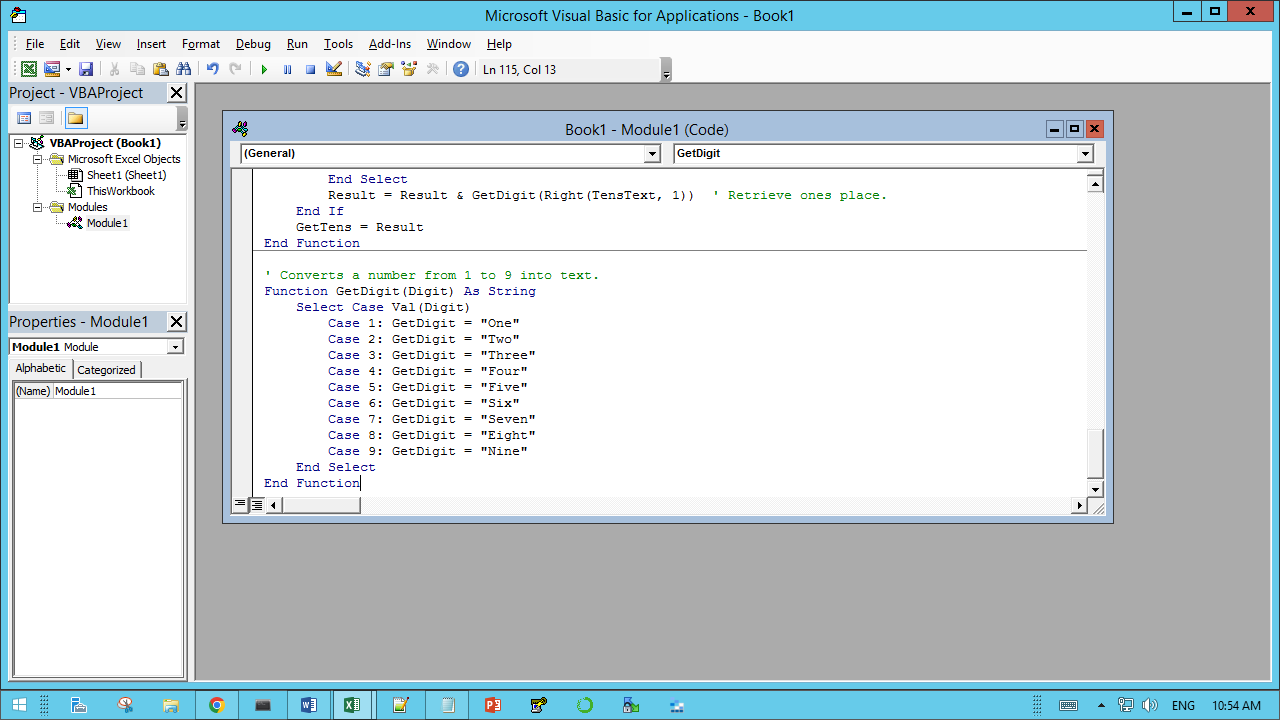 Microsoft Visual Basic for Applications - Book1
File Edit View Insert Format Debug Run Tools Add-Ins Window Help
Ln 115, Col 13
Project - VBAProject
VBAProject (Book1)
Microsoft Excel Objects
Sheet1 (Sheet1)
ThisWorkbook
Modules
Module1
Properties - Module1
Module1 Module
Alphabetic Categorized
(Name) Module1
Book1 - Module1 (Code)
(General) GetDigit
End Select
Result = Result & GetDigit(Right(TensText, 1)) ' Retrieve ones place.
End If
GetTens = Result
End Function
' Converts a number from 1 to 9 into text.
Function GetDigit(Digit) As String
Select Case Val(Digit)
Case 1: GetDigit = "One"
Case 2: GetDigit = "Two"
Case 3: GetDigit = "Three"
Case 4: GetDigit = "Four"
Case 5: GetDigit = "Five"
Case 6: GetDigit = "Six"
Case 7: GetDigit = "Seven"
Case 8: GetDigit = "Eight"
Case 9: GetDigit = "Nine"
End Select
End Function
ENG 10:54 AM